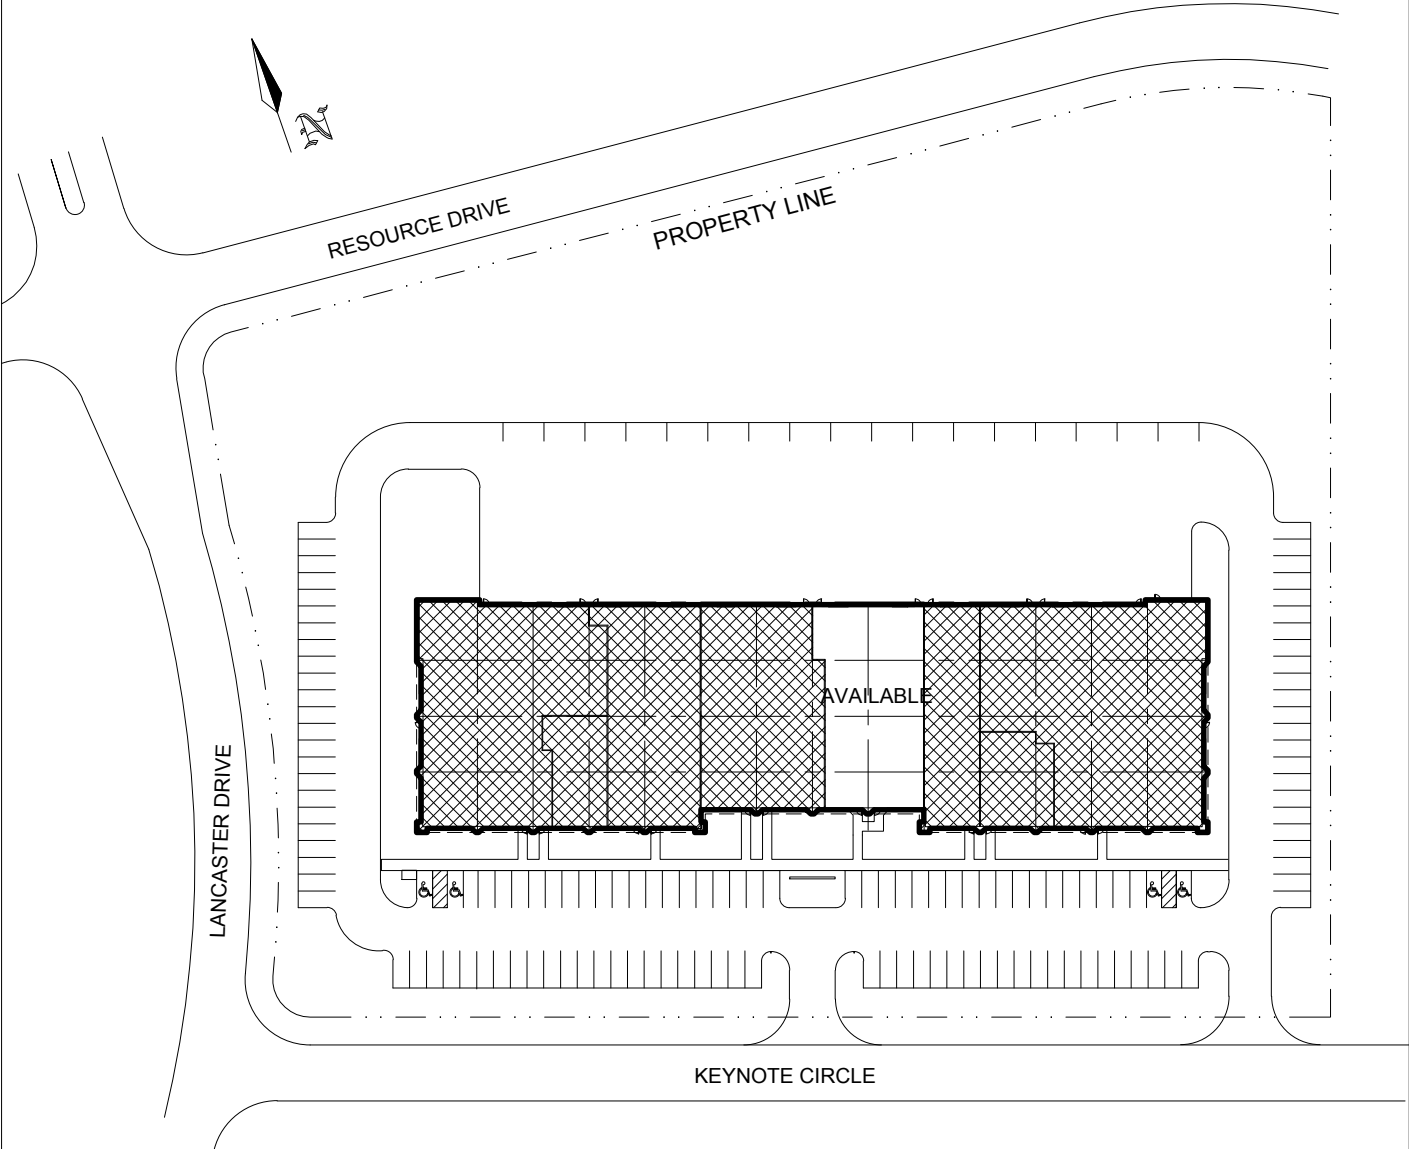 N
RESOURCE DRIVE
PROPERTY LINE
AVAILABLE
LANCASTER DRIVE
KEYNOTE CIRCLE